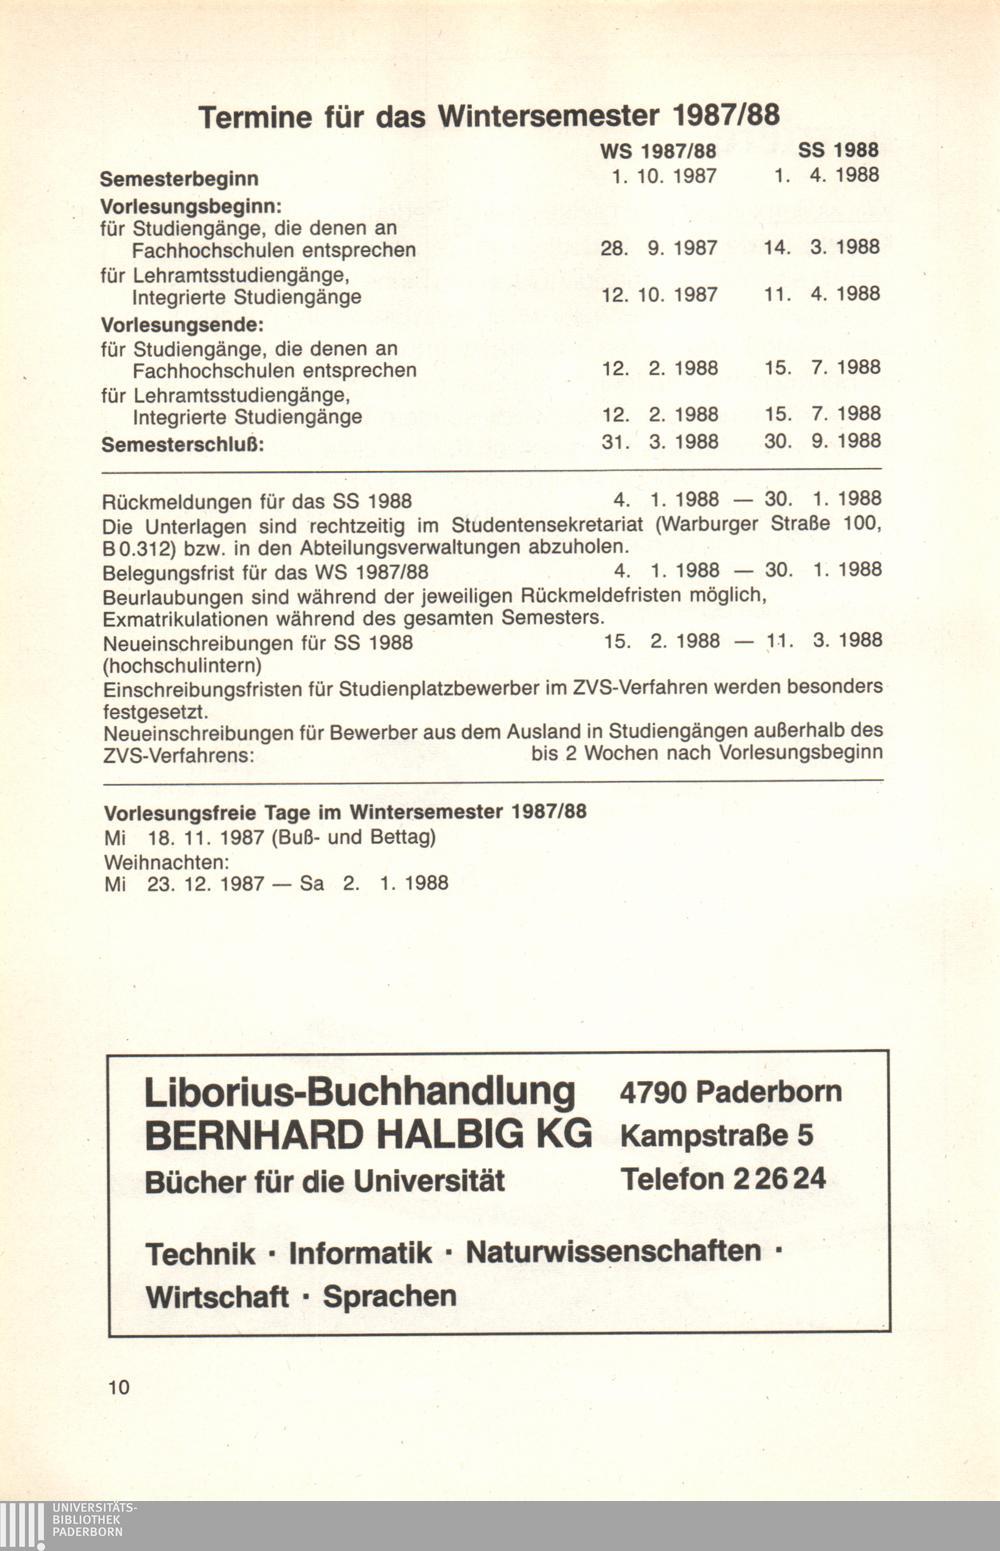 Termine für das Wintersemester 1987/88
WS 1987/88 SS 1988
Semesterbeginn 1. 10. 1987 1. 4. 1988
Vorlesungsbeginn:
für Studiengänge, die denen an
Fachhochschulen entsprechen 28. 9. 1987 14. 3. 1988
für Lehramtsstudiengänge,
Integrierte Studiengänge 12. 10. 1987 11. 4. 1988
Vorlesungsende:
für Studiengänge, die denen an
Fachhochschulen entsprechen 12. 2. 1988 15. 7. 1988
für Lehramtsstudiengänge,
Integrierte Studiengänge 12. 2. 1988 15. 7. 1988
Semesterschluß: 31. 3. 1988 30. 9. 1988
Rückmeldungen für das SS 1988 4. 1. 1988 — 30. 1. 1988
Die Unterlagen sind rechtzeitig im Studentensekretariat (Warburger Straße 100,
B 0.312) bzw. in den Abteilungsverwaltungen abzuholen.
Belegungsfrist für das WS 1987/88 4. 1. 1988 — 30. 1. 1988
Beurlaubungen sind während der jeweiligen Rückmeldefristen möglich,
Exmatrikulationen während des gesamten Semesters.
Neueinschreibungen für SS 1988 15. 2. 1988 — 11. 3. 1988
(hochschulintern)
Einschreibungsfristen für Studienplatzbewerber im ZVS-Verfahren werden besonders
festgesetzt.
Neueinschreibungen für Bewerber aus dem Ausland in Studiengängen außerhalb des
ZVS-Verfahrens: bis 2 Wochen nach Vorlesungsbeginn
Vorlesungsfreie Tage im Wintersemester 1987/88
Mi 18. 11. 1987 (Buß- und Bettag)
Weihnachten:
Mi 23. 12. 1987 — Sa 2. 1. 1988
Liborius-Buchhandlung 4790 Paderborn
BERNHARD HALBIG KG Kampstraße 5
Bücher für die Universität Telefon 2 26 24
Technik · Informatik · Naturwissenschaften ·
Wirtschaft · Sprachen
10
UNIVERSITÄTS-
BIBLIOTHEK
PADERBORN